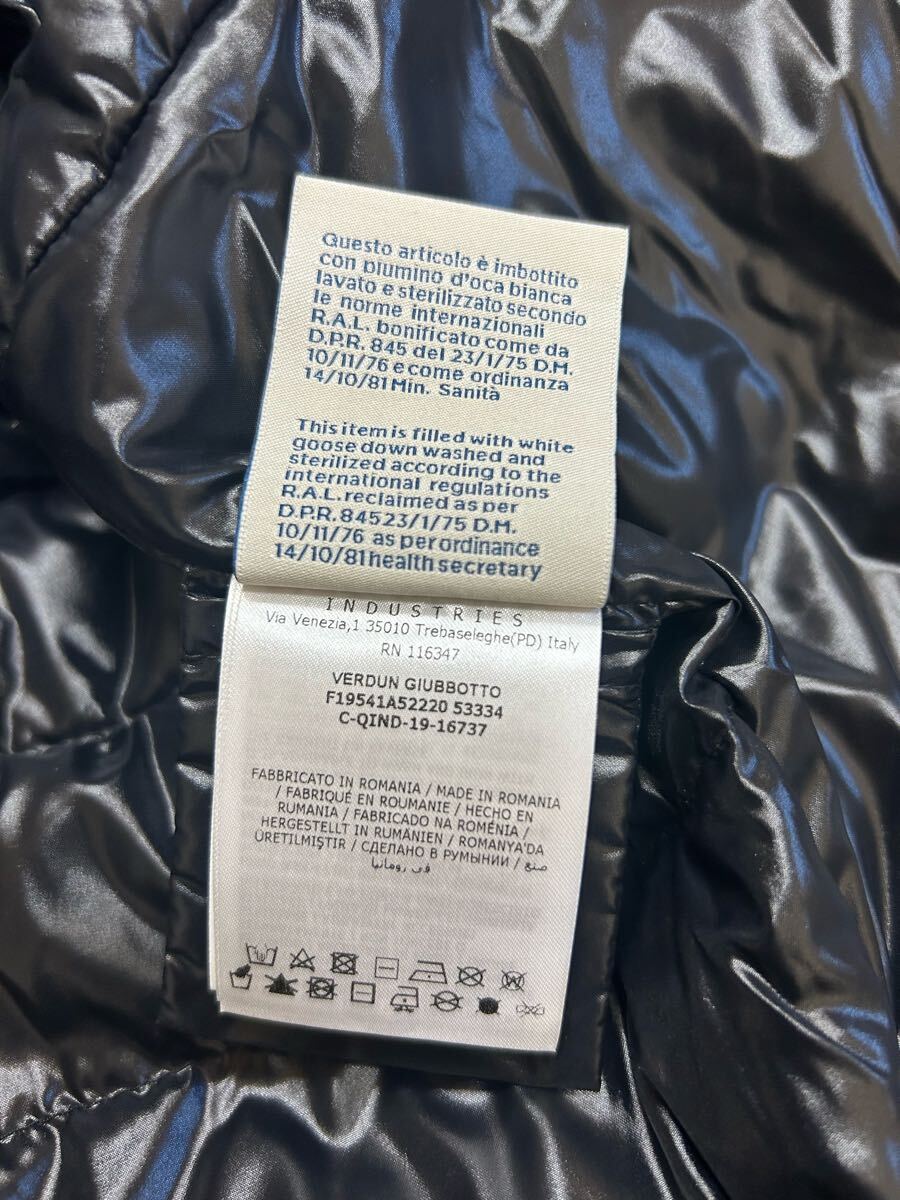 Questo articolo è imbottito
con piumino d'oca bianca
lavato e sterilizzato secondo
le norme internazionali
R.A.L. bonificato come da
D.P.R. 845 del 23/1/75 D.M.
10/11/76 e come ordinanza
14/10/81 Min. Sanità
This item is filled with white
goose down washed and
sterilized according to the
international regulations
R.A.L. reclaimed as per
D.P.R. 845 23/1/75 D.M.
10/11/76 as per ordinance
14/10/81 health secretary
INDUSTRIES
Via Venezia,1 35010 Trebaseleghe(PD) Italy
RN 116347
VERDUN GIUBBOTTO
F19541A52220 53334
C-QIND-19-16737
FABBRICATO IN ROMANIA / MADE IN ROMANIA
/ FABRIQUÉ EN ROUMANIE / HECHO EN
RUMANIA / FABRICADO NA ROMÉNIA /
HERGESTELLT IN RUMÄNIEN / ROMANYA'DA
ÜRETILMIŞTIR / СДЕЛАНО В РУМЫНИИ / صنع
في رومانيا